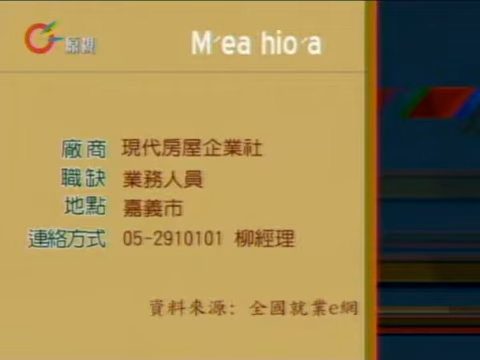 原視
M'ea hio'a
廠商 現代房屋企業社
職缺 業務人員
地點 嘉義市
連絡方式 05-2910101 柳經理
資料來源: 全國就業e網